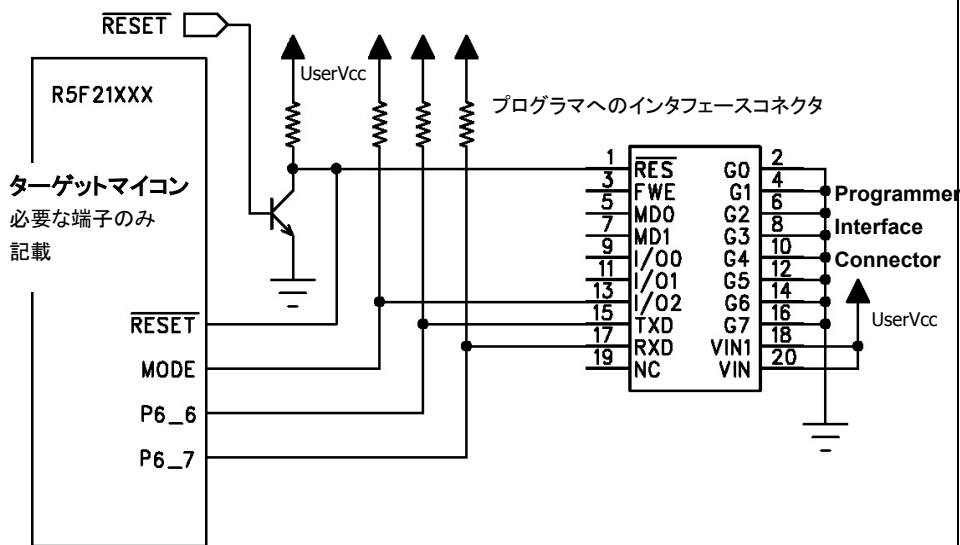 RESET
UserVcc
R5F21XXX
プログラマへのインタフェースコネクタ
ターゲットマイコン
必要な端子のみ
記載
RESET
MODE
P6_6
P6_7
1 RES G0 2
3 FWE G1 4
5 MD0 G2 6
7 MD1 G3 8
9 I/O0 G4 10
11 I/O1 G5 12
13 I/O2 G6 14
15 TXD G7 16
17 RXD VIN1 18
19 NC VIN 20
Programmer
Interface
Connector
UserVcc